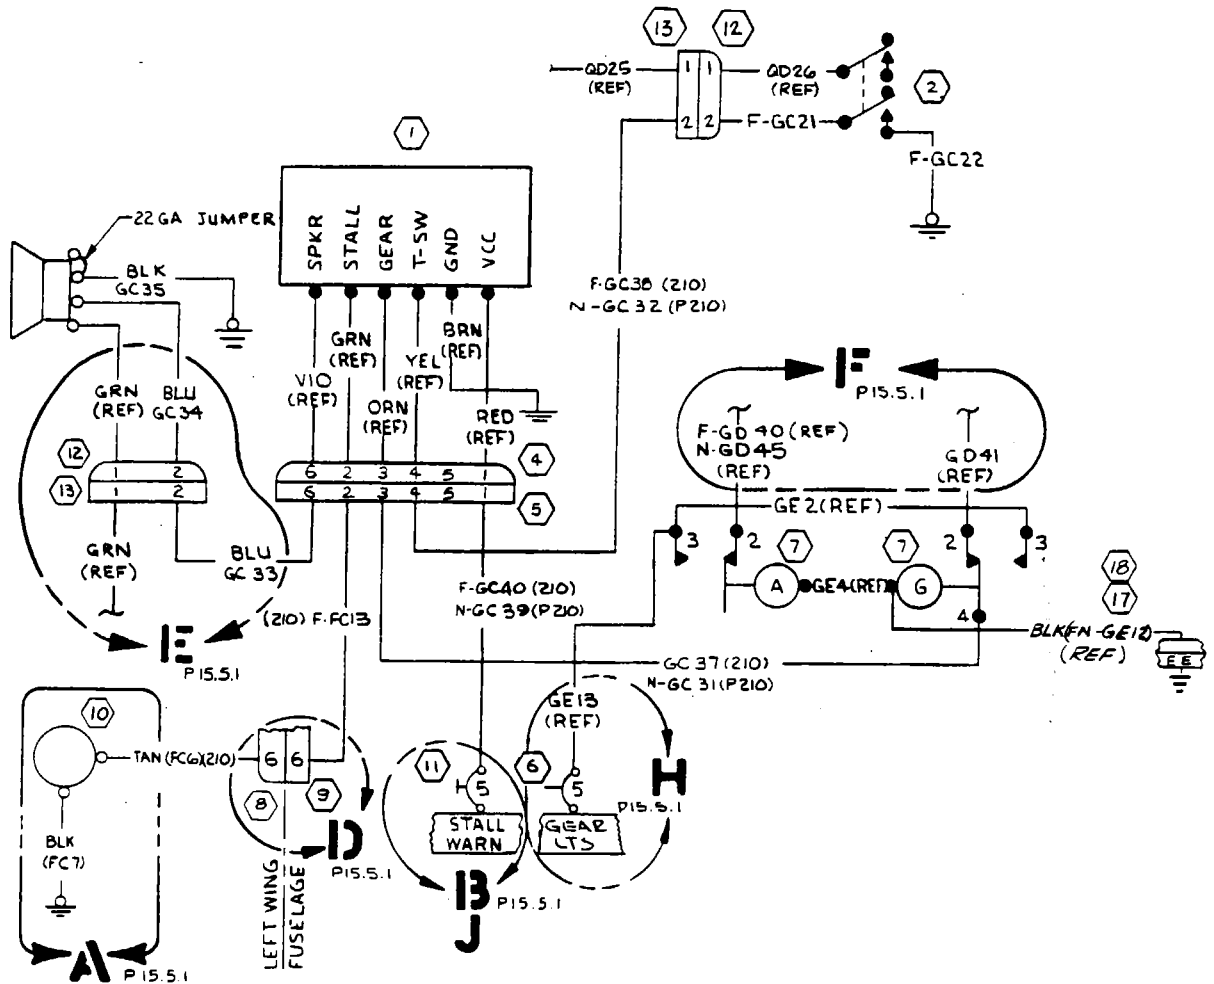 13
12
QD25
(REF)
1
1
QD26
(REF)
2
2
2
F-GC21
F-GC22
1
22 GA JUMPER
SPKR
STALL
GEAR
T-SW
GND
VCC
BLK
GC35
F-GC38 (210)
N-GC32 (P210)
GRN
(REF)
BRN
(REF)
YEL
(REF)
VIO
(REF)
ORN
(REF)
RED
(REF)
GRN
(REF)
BLU
GC34
F
P15.5.1
F-GD40 (REF)
N-GD45
(REF)
GD41
(REF)
12
13
2
2
6
2
3
4
5
6
2
3
4
5
4
5
GE2 (REF)
3
2
7
7
2
3
A
GE4 (REF)
G
4
18
17
GRN
(REF)
BLU
GC33
F-GC40 (210)
N-GC39 (P210)
(210) F-FC13
E
P15.5.1
BLK(FN-GE12)
(REF)
EE
GC37 (210)
N-GC31 (P210)
GE13
(REF)
10
TAN (FC6)(210)
6
6
8
9
11
5
6
5
H
P15.5.1
BLK
(FC7)
STALL
WARN
GEAR
LTS
D
P15.5.1
LEFT WING
FUSELAGE
B
P15.5.1
J
A
P15.5.1